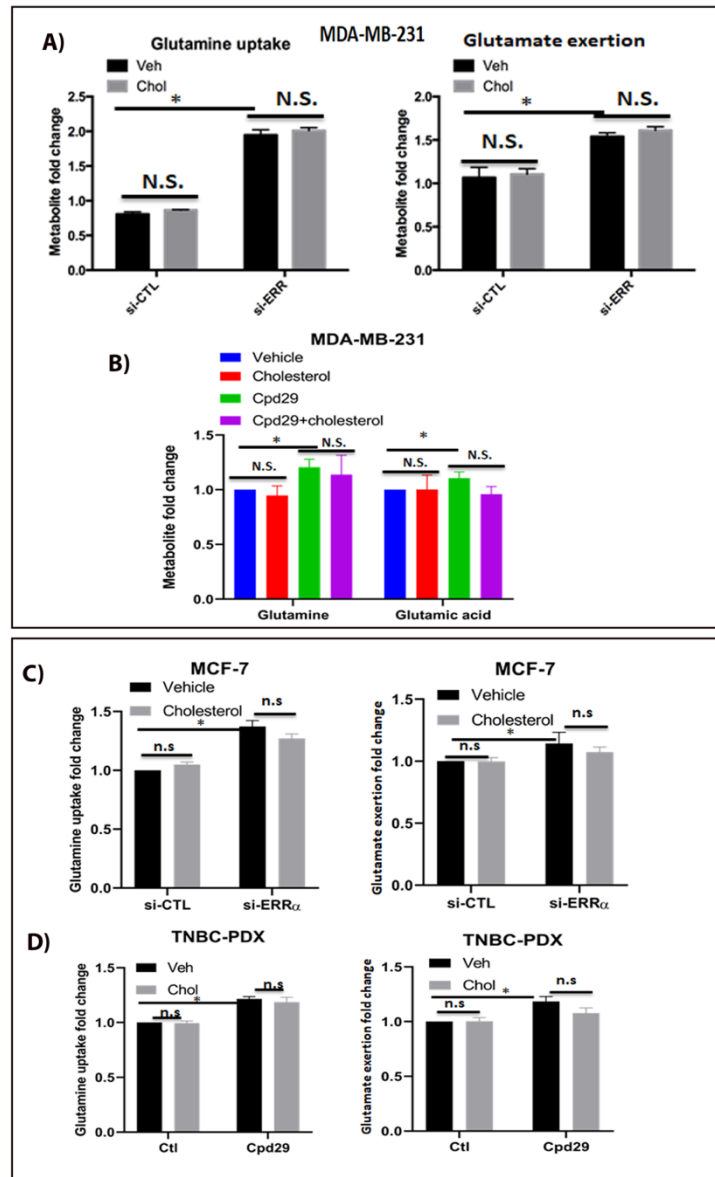 A)
MDA-MB-231
Glutamine uptake
Veh
Chol
Metabolite fold change
2.5
2.0
1.5
1.0
0.5
0.0
*
N.S.
N.S.
si-CTL
si-ERR
Glutamate exertion
Veh
Chol
Metabolite fold change
2.0
1.5
1.0
0.5
0.0
*
N.S.
N.S.
si-CTL
si-ERR
B)
MDA-MB-231
Vehicle
Cholesterol
Cpd29
Cpd29+cholesterol
Metabolite fold change
1.5
1.0
0.5
0.0
*
N.S.
N.S.
*
N.S.
N.S.
Glutamine
Glutamic acid
C)
MCF-7
Vehicle
Cholesterol
Glutamine uptake fold change
1.5
1.0
0.5
0.0
n.s
*
n.s
si-CTL
si-ERRα
MCF-7
Vehicle
Cholesterol
Glutamate exertion fold change
1.5
1.0
0.5
0.0
n.s
*
n.s
si-CTL
si-ERRα
D)
TNBC-PDX
Veh
Chol
Glutamine uptake fold change
1.5
1.0
0.5
0.0
n.s
*
n.s
Ctl
Cpd29
TNBC-PDX
Veh
Chol
Glutamate exertion fold change
1.5
1.0
0.5
0.0
n.s
*
n.s
Ctl
Cpd29